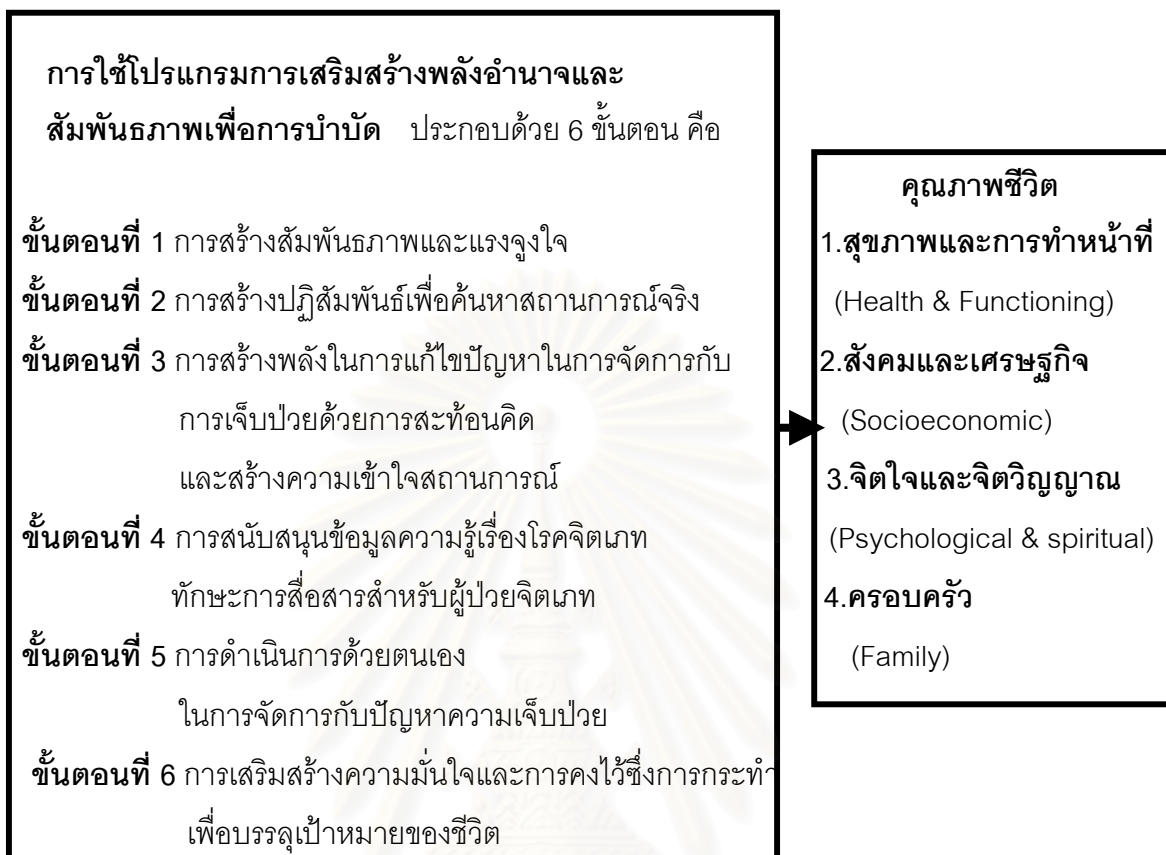 การใช้โปรแกรมการเสริมสร้างพลังอำนาจและ
สัมพันธภาพเพื่อการบำบัด ประกอบด้วย 6 ขั้นตอน คือ
ขั้นตอนที่ 1 การสร้างสัมพันธภาพและแรงจูงใจ
ขั้นตอนที่ 2 การสร้างปฏิสัมพันธ์เพื่อค้นหาสถานการณ์จริง
ขั้นตอนที่ 3 การสร้างพลังในการแก้ไขปัญหาในการจัดการกับ
การเจ็บป่วยด้วยการสะท้อนคิด
และสร้างความเข้าใจสถานการณ์
ขั้นตอนที่ 4 การสนับสนุนข้อมูลความรู้เรื่องโรคจิตเภท
ทักษะการสื่อสารสำหรับผู้ป่วยจิตเภท
ขั้นตอนที่ 5 การดำเนินการด้วยตนเอง
ในการจัดการกับปัญหาความเจ็บป่วย
ขั้นตอนที่ 6 การเสริมสร้างความมั่นใจและการคงไว้ซึ่งการกระทำ
เพื่อบรรลุเป้าหมายของชีวิต
คุณภาพชีวิต
1.สุขภาพและการทำหน้าที่
(Health & Functioning)
2.สังคมและเศรษฐกิจ
(Socioeconomic)
3.จิตใจและจิตวิญญาณ
(Psychological & spiritual)
4.ครอบครัว
(Family)